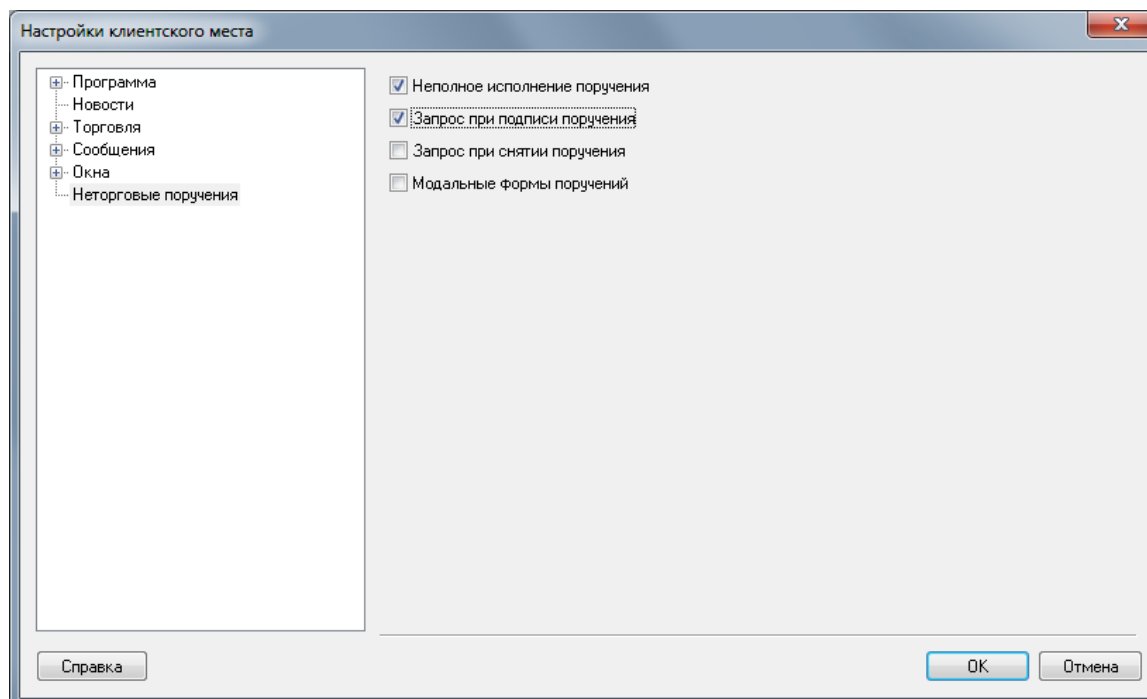 Настройки клиентского места
Программа
Новости
Торговля
Сообщения
Окна
Неторговые поручения
Неполное исполнение поручения
Запрос при подписи поручения
Запрос при снятии поручения
Модальные формы поручений
Справка
OK
Отмена